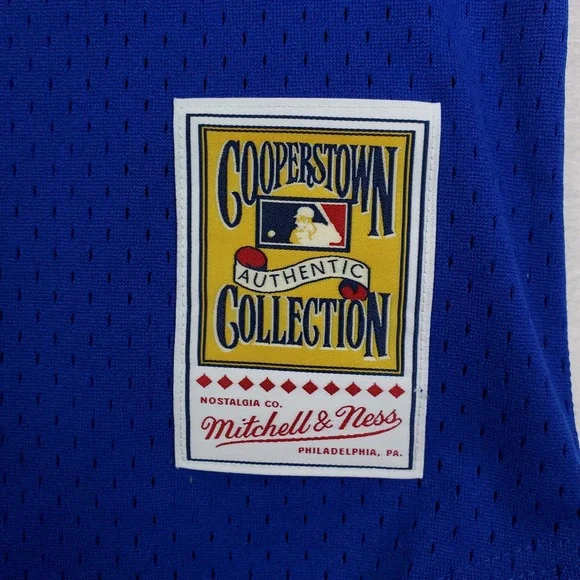 COOPERSTOWN
AUTHENTIC
COLLECTION
NOSTALGIA CO.
Mitchell & Ness
PHILADELPHIA, PA.